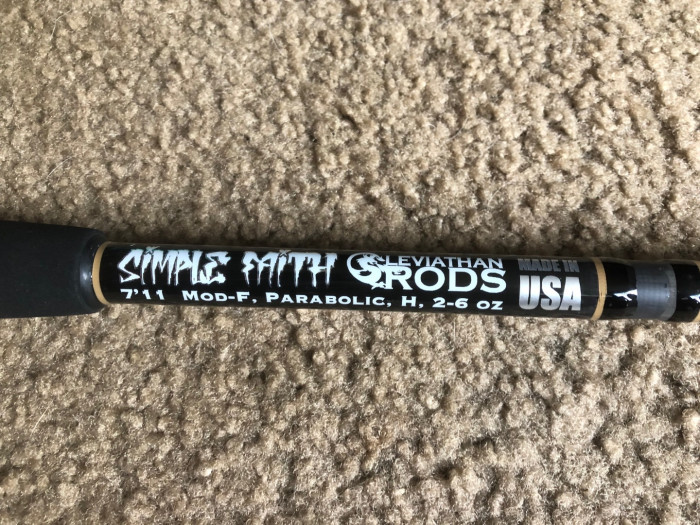 SIMPLE FAITH LEVIATHAN RODS MADE IN USA
7'11 MOD-F, PARABOLIC, H, 2-6 OZ